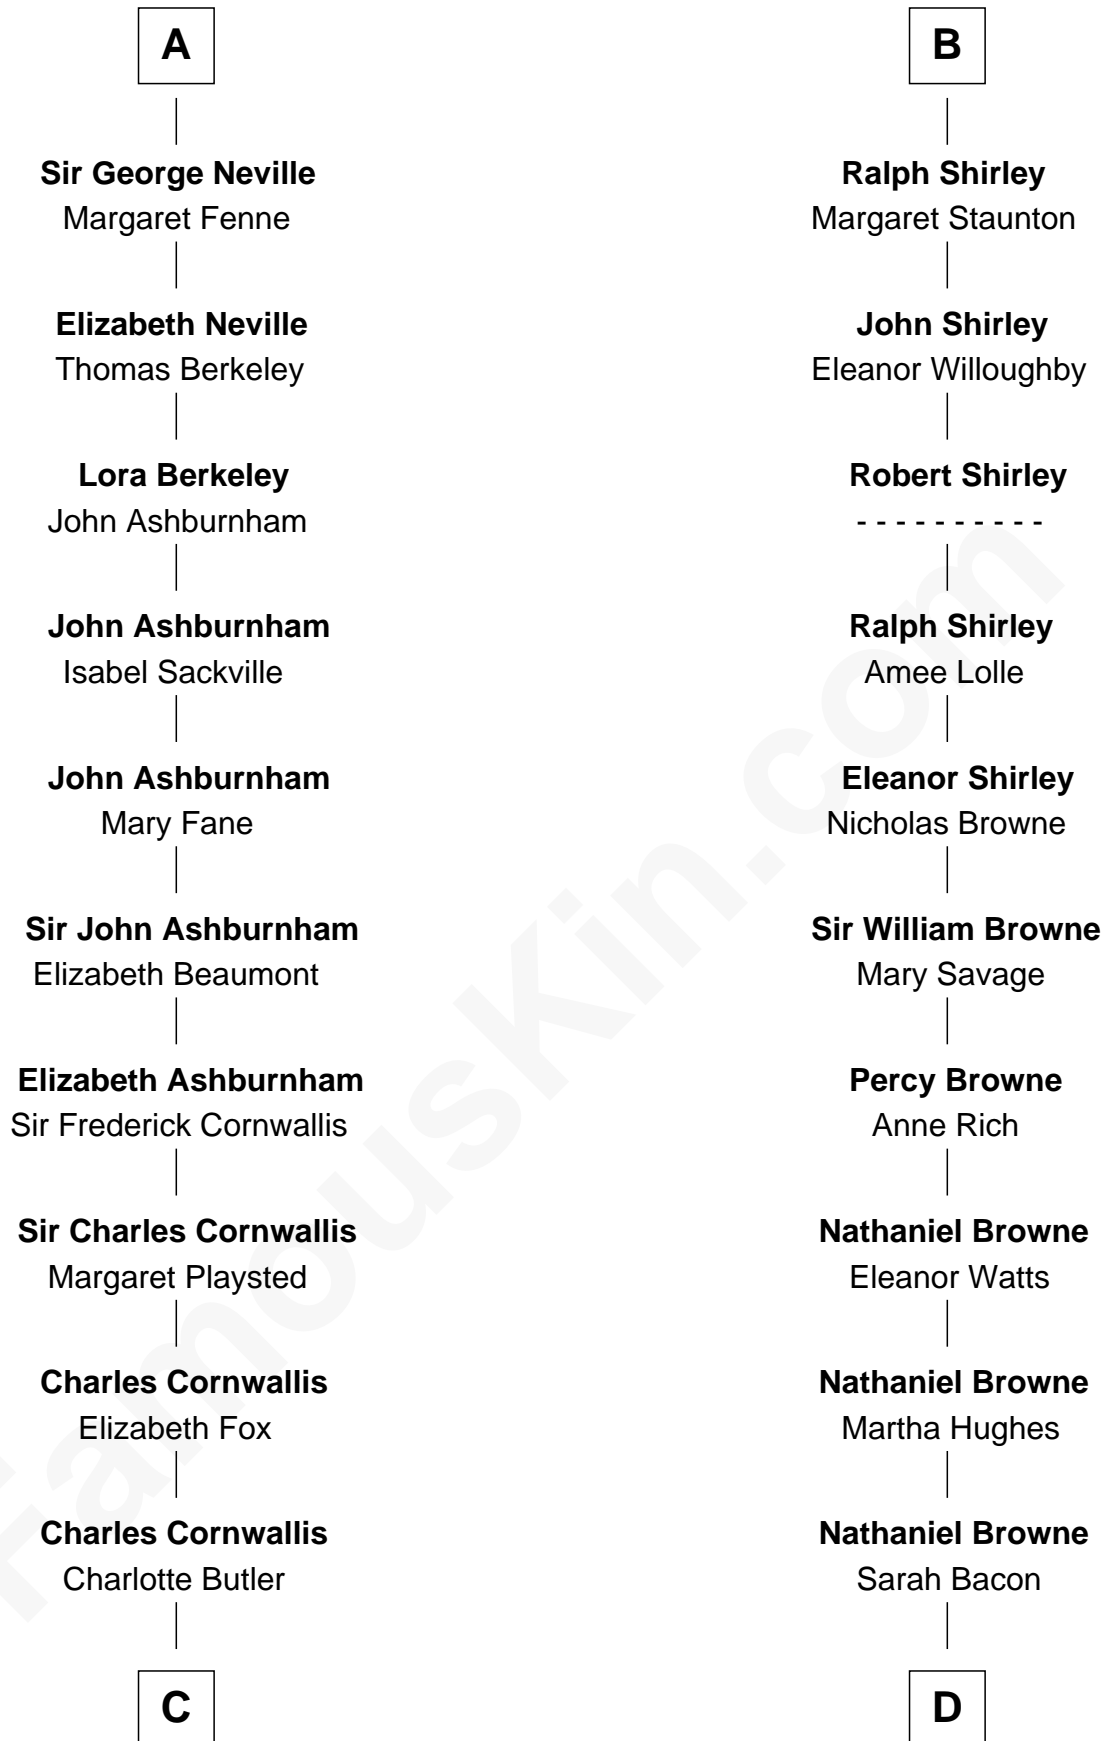 A
Sir George Neville
Margaret Fenne
Elizabeth Neville
Thomas Berkeley
Lora Berkeley
John Ashburnham
John Ashburnham
Isabel Sackville
John Ashburnham
Mary Fane
Sir John Ashburnham
Elizabeth Beaumont
Elizabeth Ashburnham
Sir Frederick Cornwallis
Sir Charles Cornwallis
Margaret Playsted
Charles Cornwallis
Elizabeth Fox
Charles Cornwallis
Charlotte Butler
C
B
Ralph Shirley
Margaret Staunton
John Shirley
Eleanor Willoughby
Robert Shirley
- - - - - - - - - -
Ralph Shirley
Amee Lolle
Eleanor Shirley
Nicholas Browne
Sir William Browne
Mary Savage
Percy Browne
Anne Rich
Nathaniel Browne
Eleanor Watts
Nathaniel Browne
Martha Hughes
Nathaniel Browne
Sarah Bacon
D
FamousKin.com